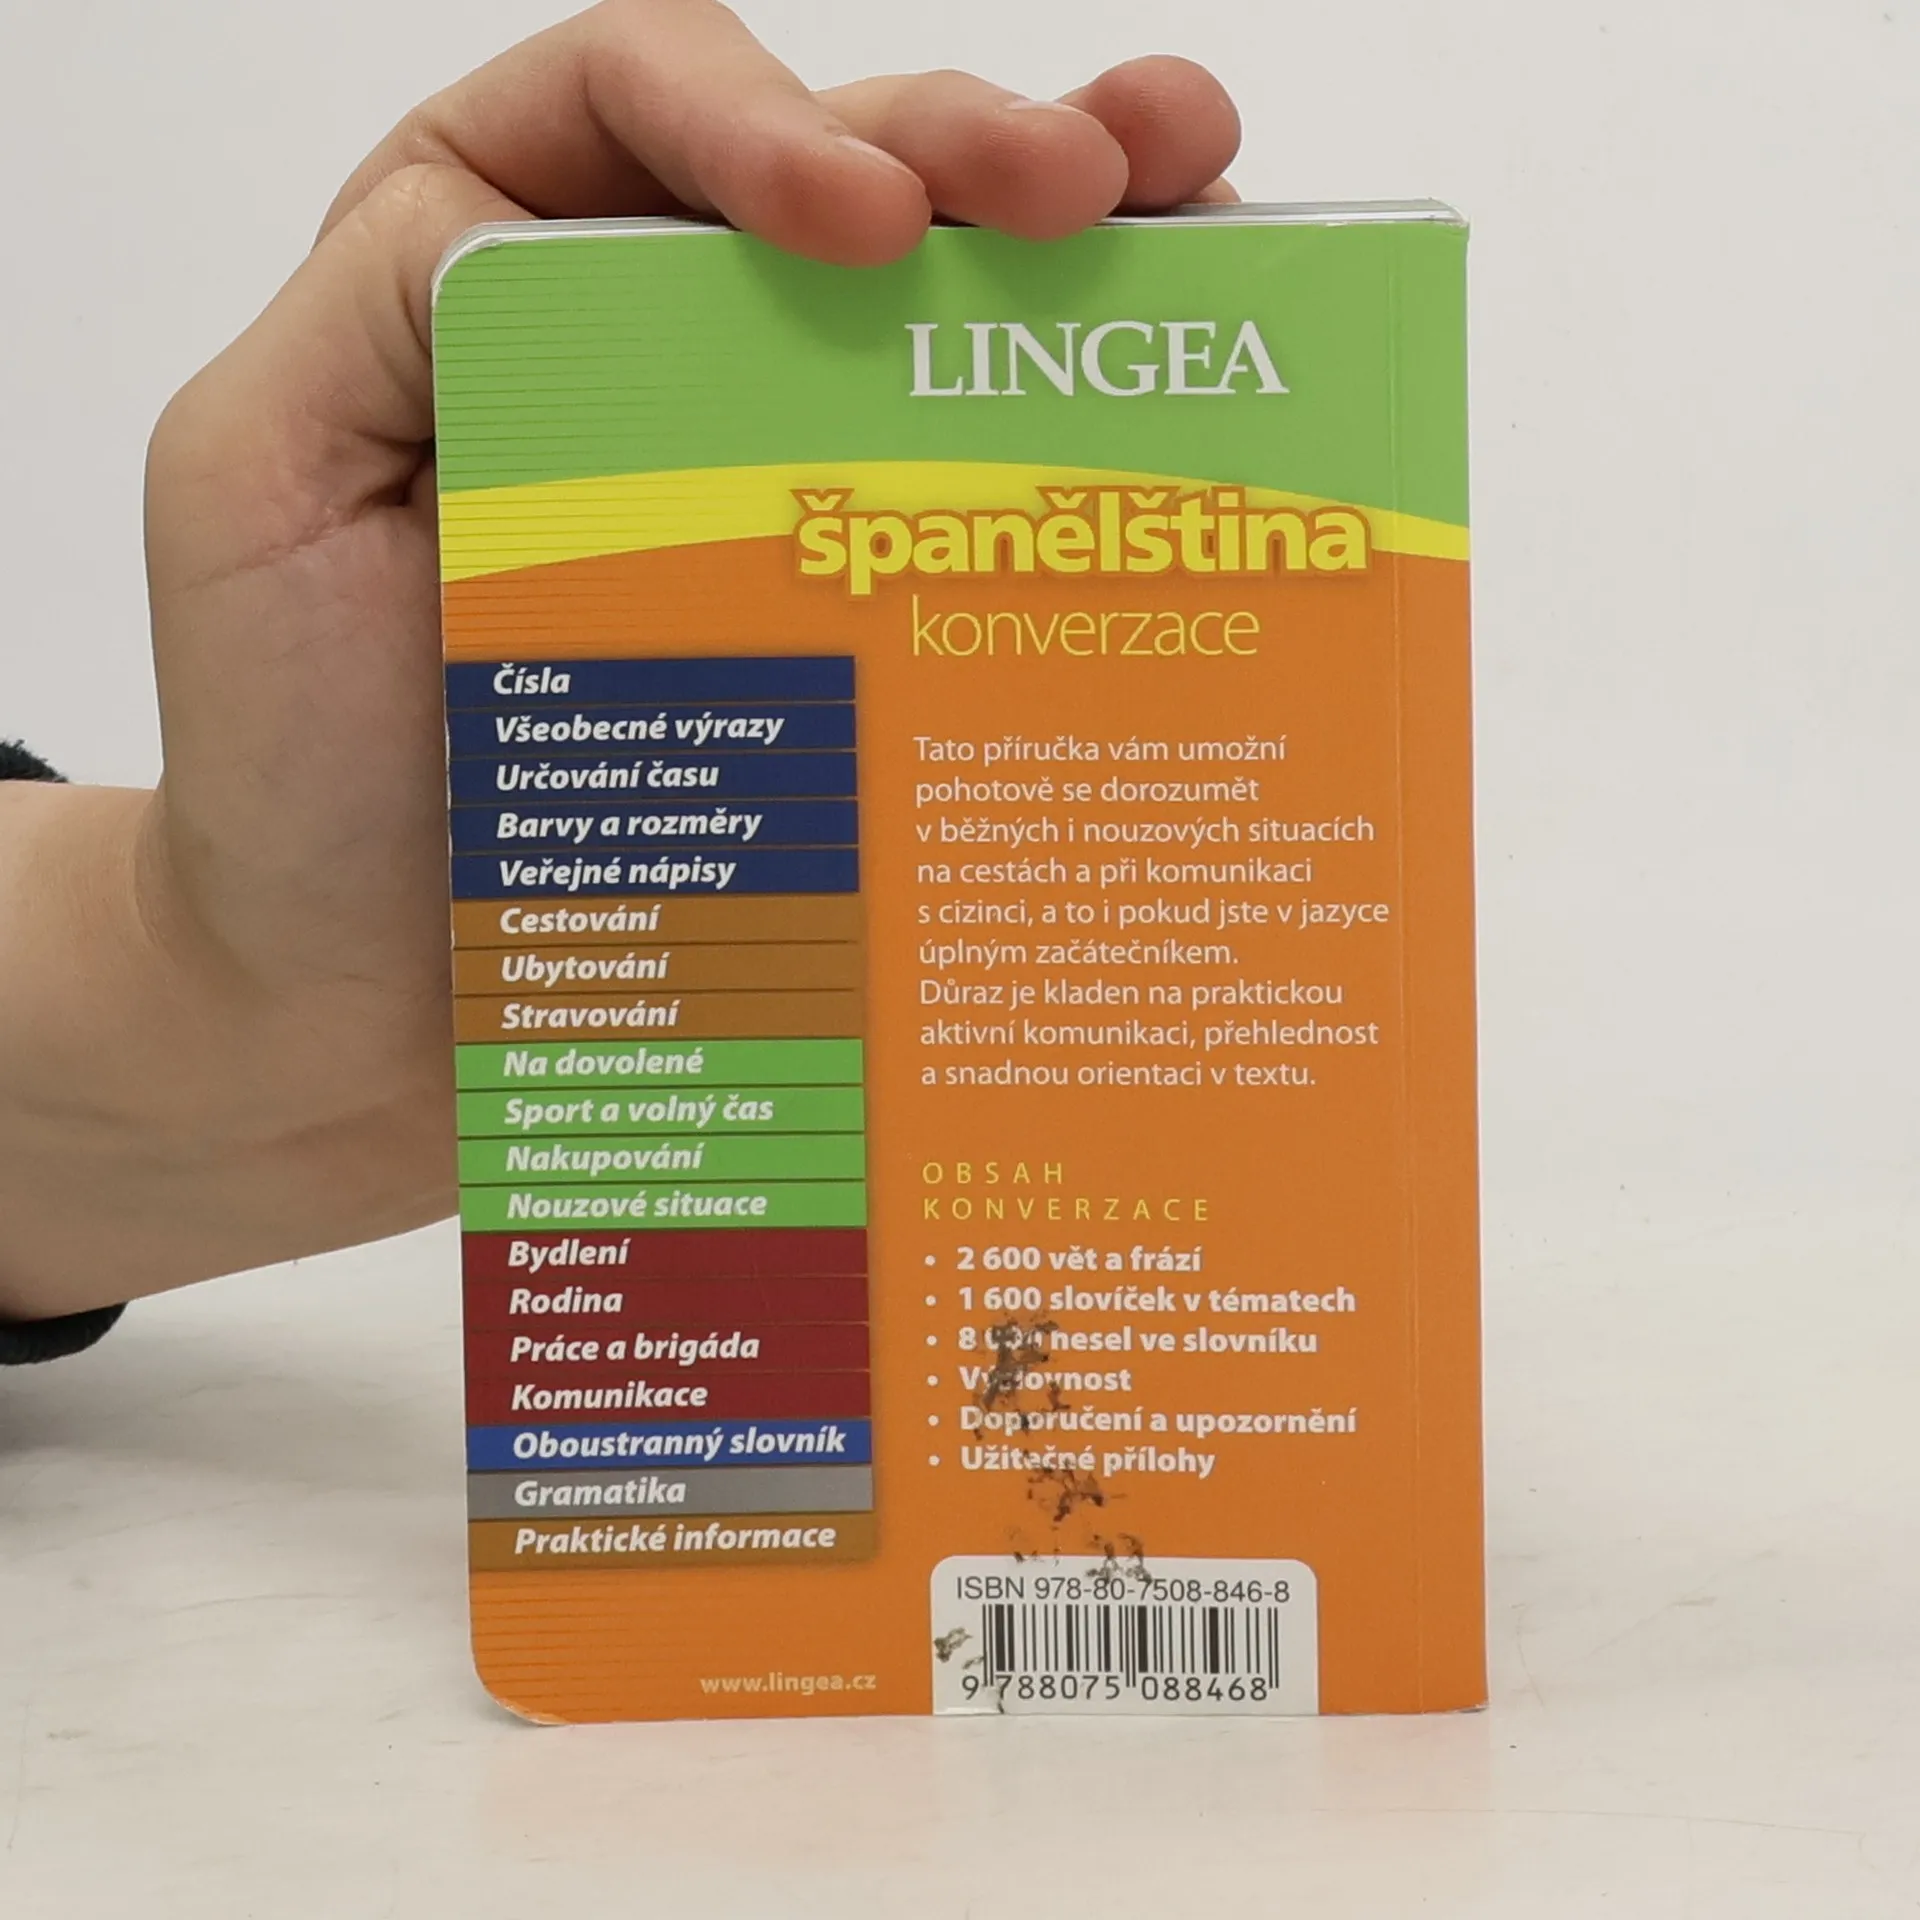 LINGEA
španělština
konverzace
Čísla
Všeobecné výrazy
Určování času
Barvy a rozměry
Veřejné nápisy
Cestování
Ubytování
Stravování
Na dovolené
Sport a volný čas
Nakupování
Nouzové situace
Bydlení
Rodina
Práce a brigáda
Komunikace
Oboustranný slovník
Gramatika
Praktické informace
Tato příručka vám umožní
pohotově se dorozumět
v běžných i nouzových situacích
na cestách a při komunikaci
s cizinci, a to i pokud jste v jazyce
úplným začátečníkem.
Důraz je kladen na praktickou
aktivní komunikaci, přehlednost
a snadnou orientaci v textu.
OBSAH
KONVERZACE
• 2 600 vět a frází
• 1 600 slovíček v tématech
• 8 000 hesel ve slovníku
• Výslovnost
• Doporučení a upozornění
• Užitečné přílohy
ISBN 978-80-7508-846-8
9 788075 088468
www.lingea.cz